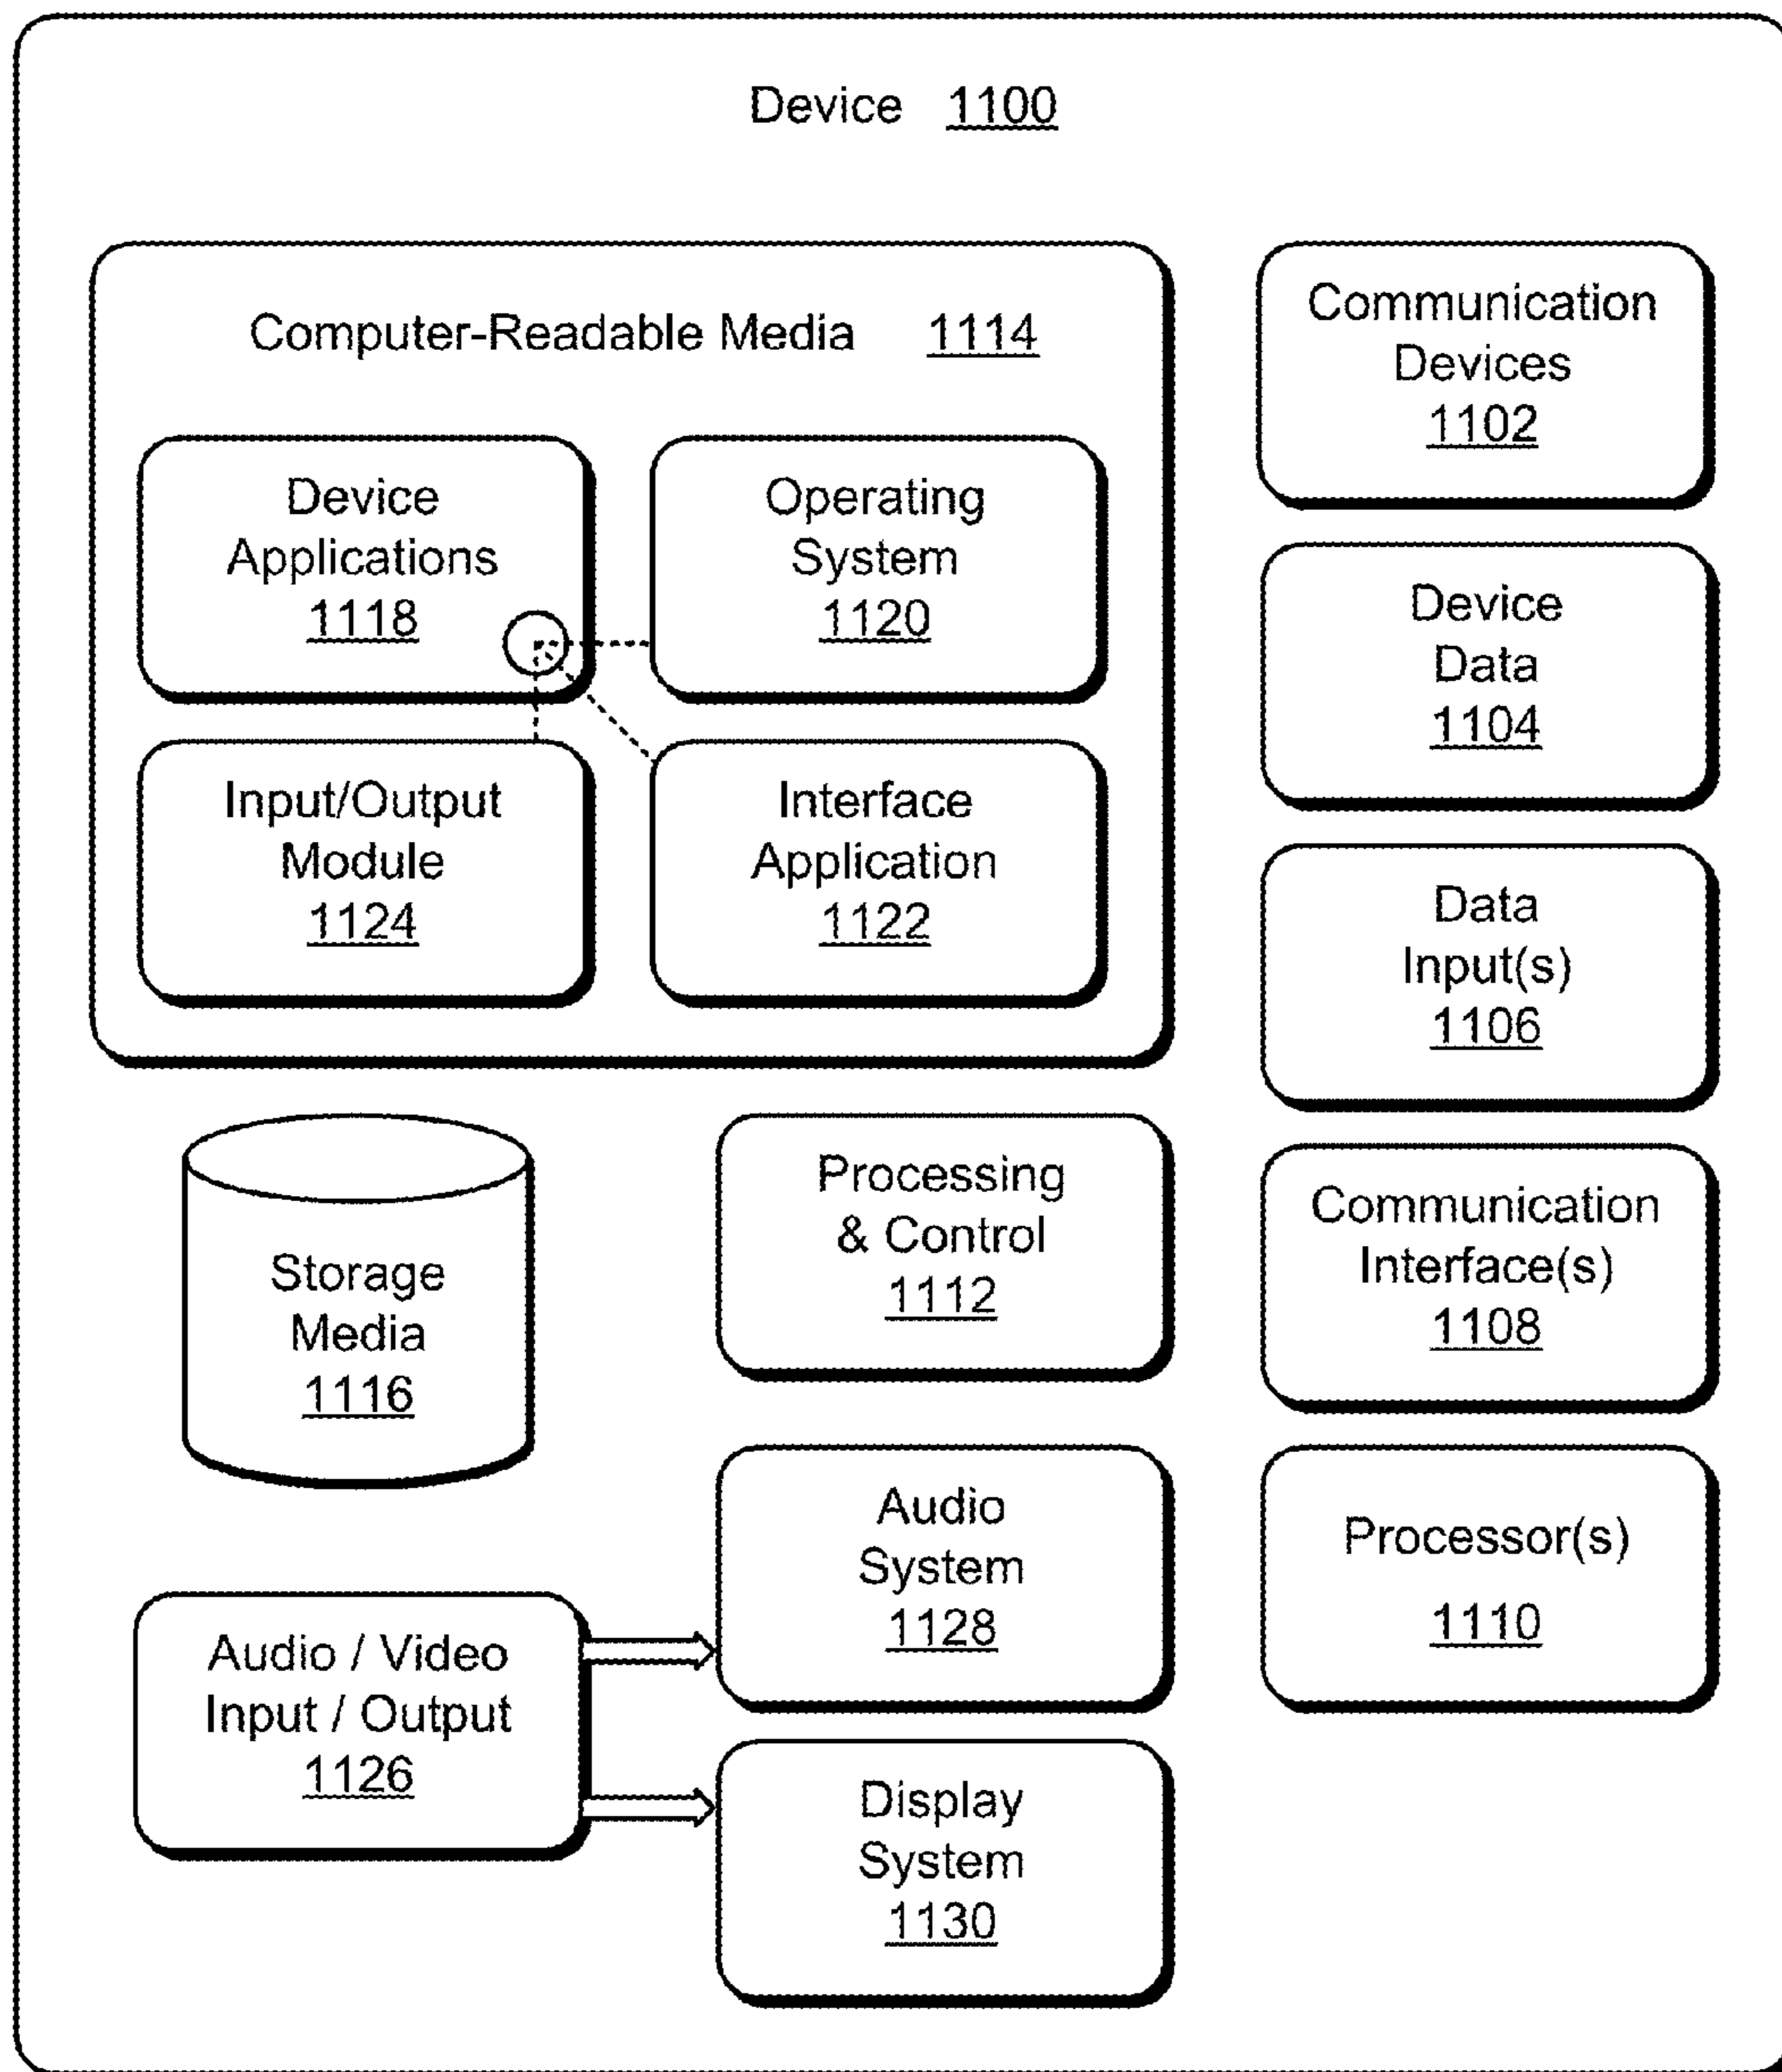 Device 1100
Computer-Readable Media 1114
Device
Applications
1118
Operating
System
1120
Input/Output
Module
1124
Interface
Application
1122
Communication
Devices
1102
Device
Data
1104
Data
Input(s)
1106
Communication
Interface(s)
1108
Processor(s)
1110
Storage
Media
1116
Processing
& Control
1112
Audio / Video
Input / Output
1126
Audio
System
1128
Display
System
1130